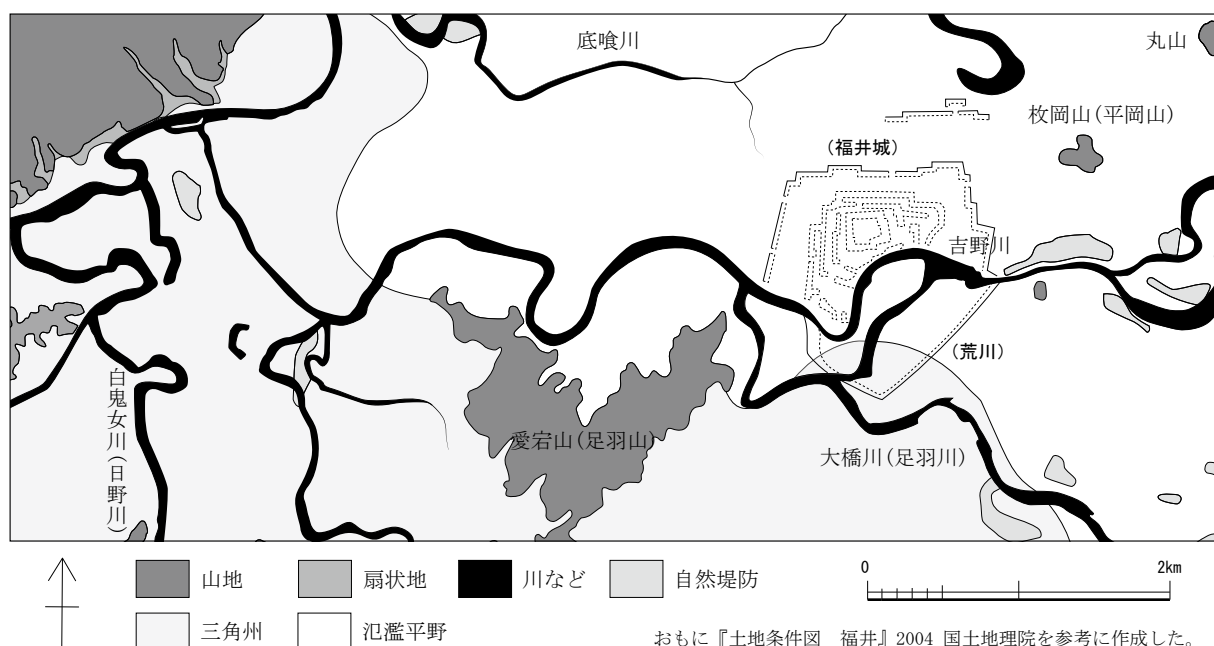 底喰川
丸山
枚岡山(平岡山)
(福井城)
吉野川
(荒川)
愛宕山(足羽山)
大橋川(足羽川)
白鬼女川(日野川)
山地
扇状地
川など
自然堤防
三角州
氾濫平野
0
2km
おもに『土地条件図 福井』2004 国土地理院を参考に作成した。